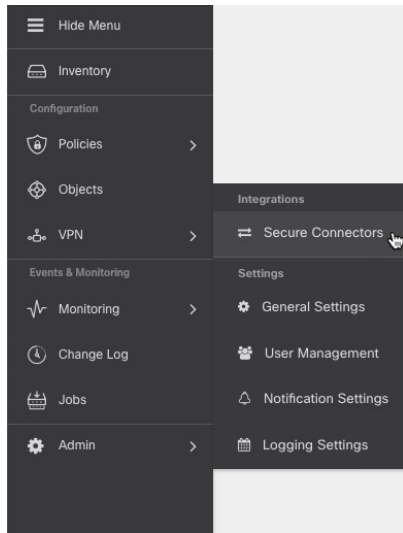 Hide Menu
Inventory
Configuration
Policies
Objects
VPN
Events & Monitoring
Monitoring
Change Log
Jobs
Admin
Integrations
Secure Connectors
Settings
General Settings
User Management
Notification Settings
Logging Settings